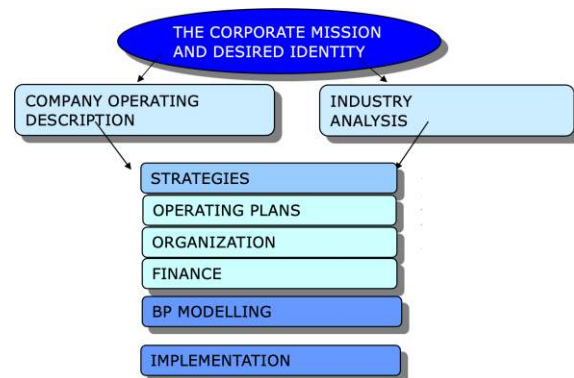 THE CORPORATE MISSION
AND DESIRED IDENTITY
COMPANY OPERATING
DESCRIPTION
INDUSTRY
ANALYSIS
STRATEGIES
OPERATING PLANS
ORGANIZATION
FINANCE
BP MODELLING
IMPLEMENTATION